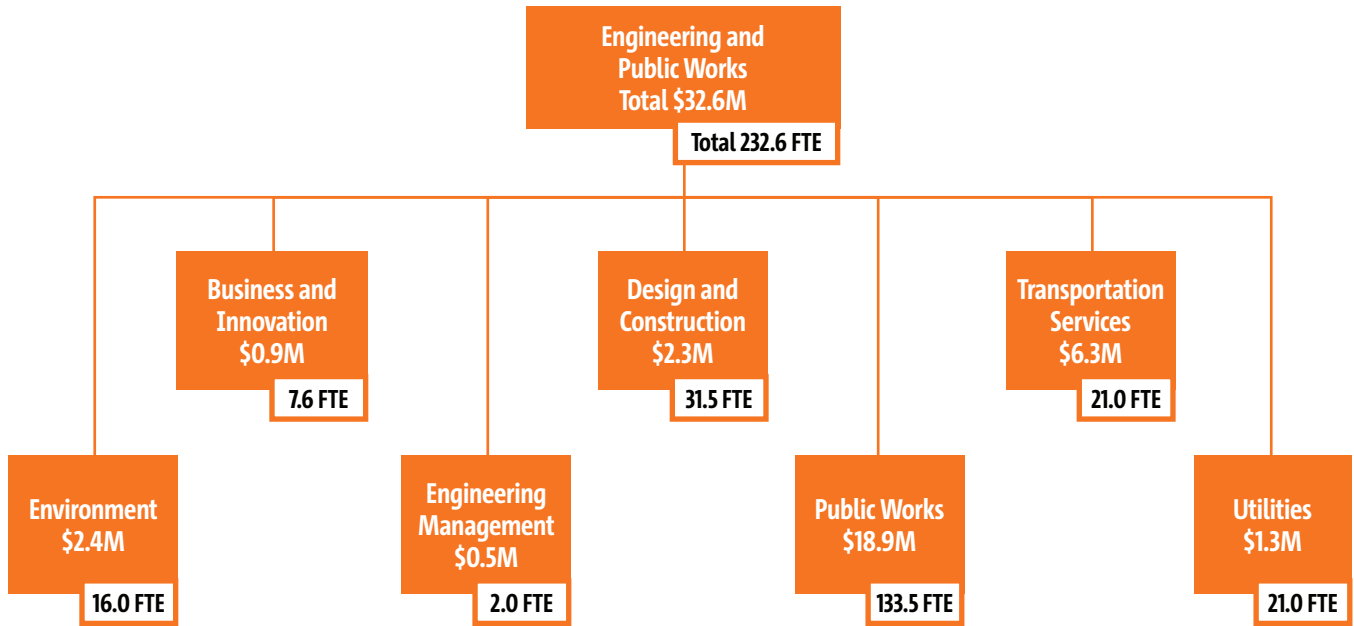 Engineering and
Public Works
Total $32.6M
Total 232.6 FTE
Business and
Innovation
$0.9M
7.6 FTE
Design and
Construction
$2.3M
31.5 FTE
Transportation
Services
$6.3M
21.0 FTE
Environment
$2.4M
16.0 FTE
Engineering
Management
$0.5M
2.0 FTE
Public Works
$18.9M
133.5 FTE
Utilities
$1.3M
21.0 FTE